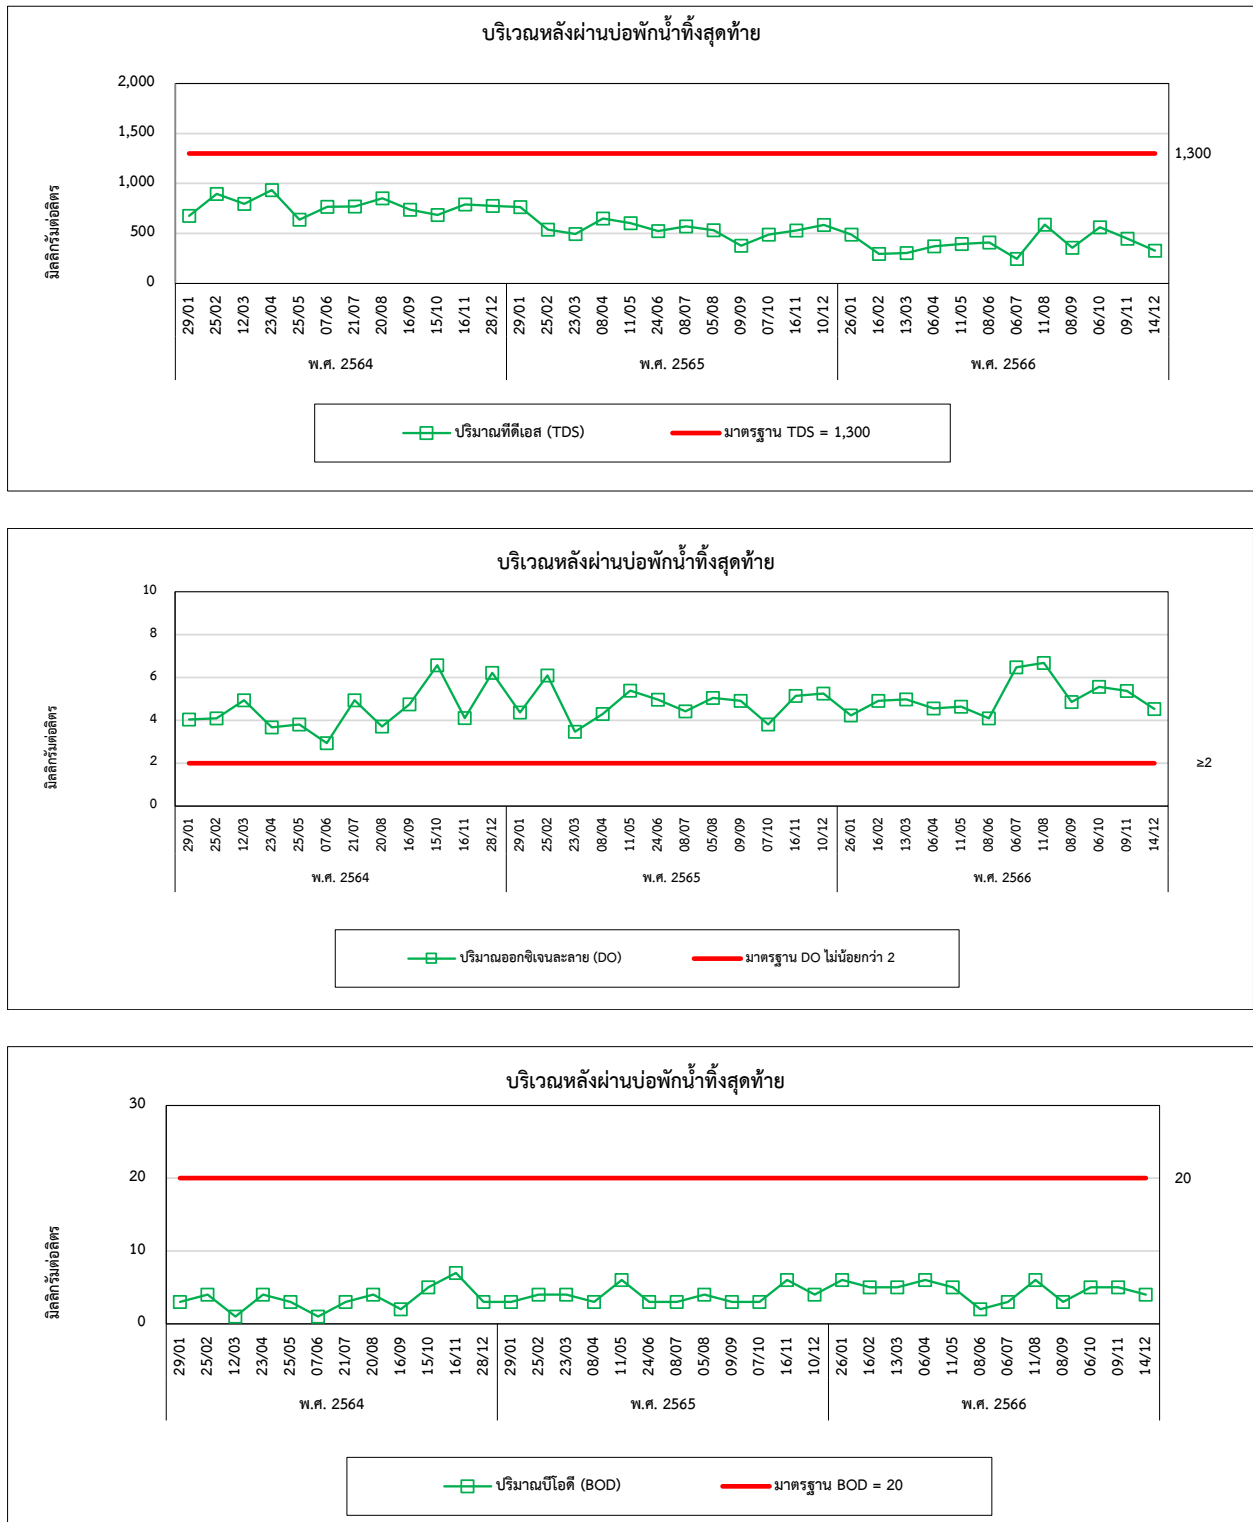 บริเวณหลังผ่านบ่อพักน้ำทิ้งสุดท้าย
มิลลิกรัมต่อลิตร
2,000
1,500
1,000
500
0
1,300
29/01 25/02 12/03 23/04 25/05 07/06 21/07 20/08 16/09 15/10 16/11 28/12 29/01 25/02 23/03 08/04 11/05 24/06 08/07 05/08 09/09 07/10 16/11 10/12 26/01 16/02 13/03 06/04 11/05 08/06 06/07 11/08 08/09 06/10 09/11 14/12
พ.ศ. 2564 พ.ศ. 2565 พ.ศ. 2566
ปริมาณทีดีเอส (TDS) มาตรฐาน TDS = 1,300
บริเวณหลังผ่านบ่อพักน้ำทิ้งสุดท้าย
มิลลิกรัมต่อลิตร
10
8
6
4
2
0
≥2
29/01 25/02 12/03 23/04 25/05 07/06 21/07 20/08 16/09 15/10 16/11 28/12 29/01 25/02 23/03 08/04 11/05 24/06 08/07 05/08 09/09 07/10 16/11 10/12 26/01 16/02 13/03 06/04 11/05 08/06 06/07 11/08 08/09 06/10 09/11 14/12
พ.ศ. 2564 พ.ศ. 2565 พ.ศ. 2566
ปริมาณออกซิเจนละลาย (DO) มาตรฐาน DO ไม่น้อยกว่า 2
บริเวณหลังผ่านบ่อพักน้ำทิ้งสุดท้าย
มิลลิกรัมต่อลิตร
30
20
10
0
20
29/01 25/02 12/03 23/04 25/05 07/06 21/07 20/08 16/09 15/10 16/11 28/12 29/01 25/02 23/03 08/04 11/05 24/06 08/07 05/08 09/09 07/10 16/11 10/12 26/01 16/02 13/03 06/04 11/05 08/06 06/07 11/08 08/09 06/10 09/11 14/12
พ.ศ. 2564 พ.ศ. 2565 พ.ศ. 2566
ปริมาณบีโอดี (BOD) มาตรฐาน BOD = 20